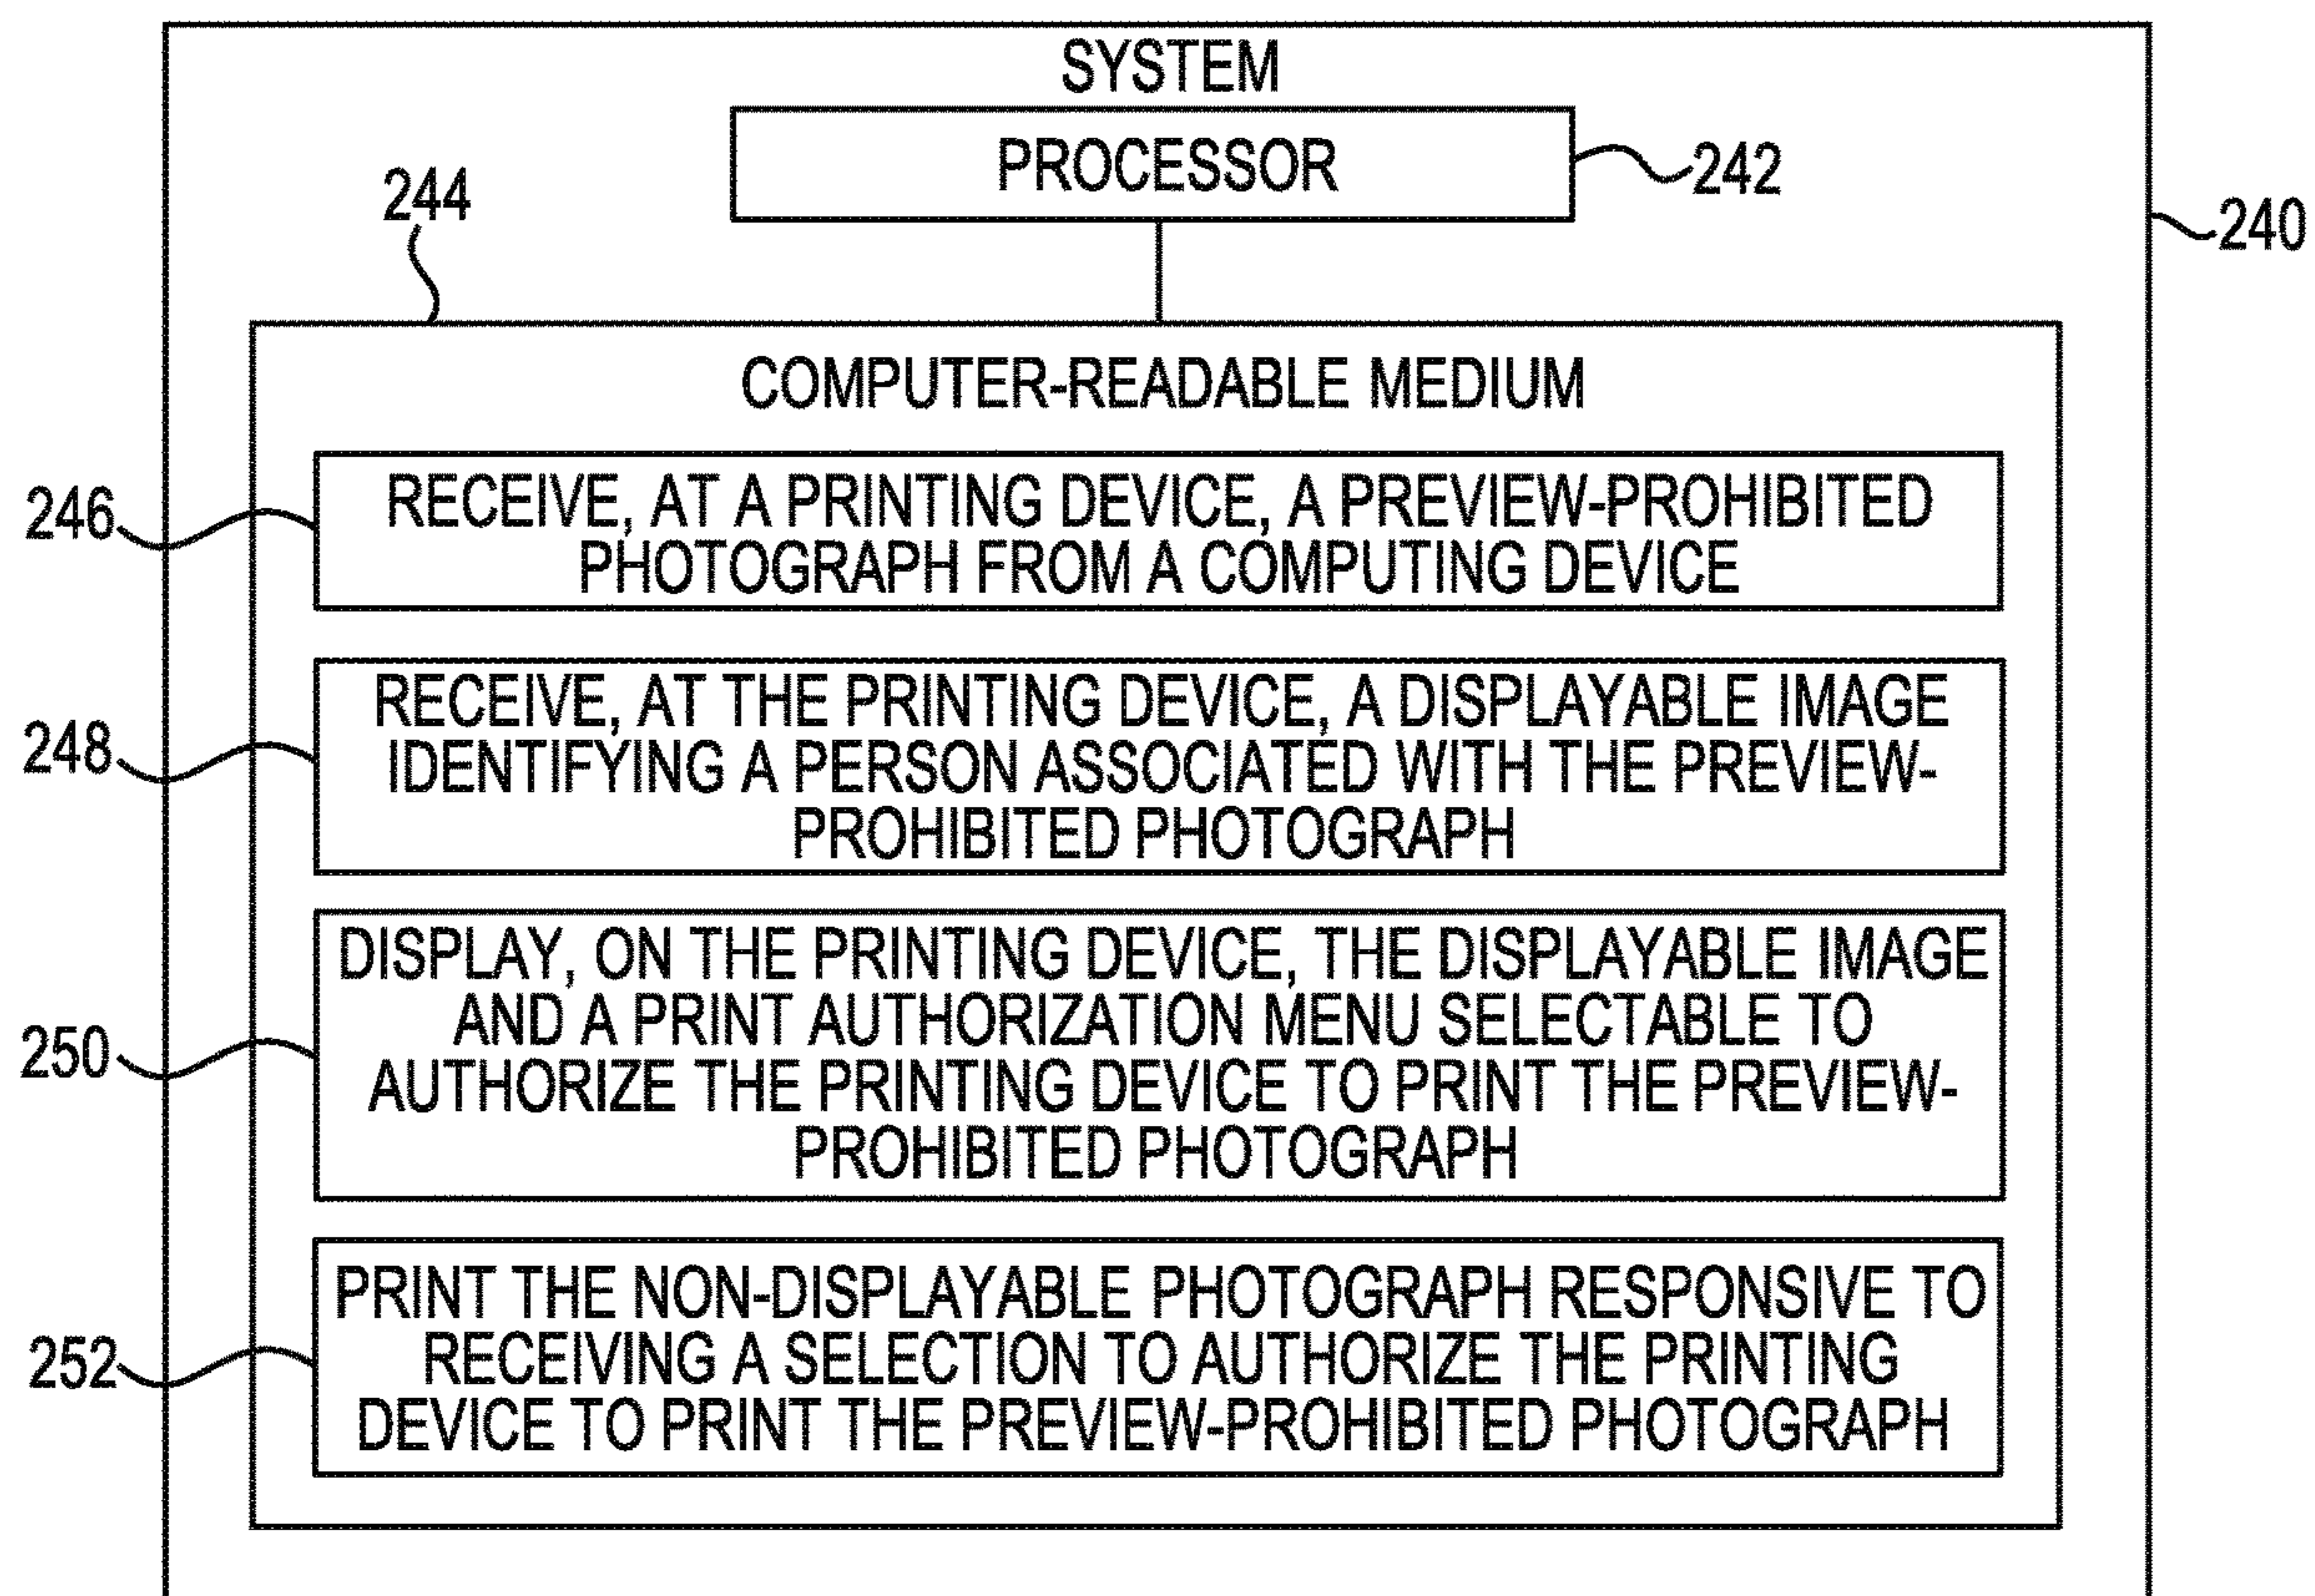 SYSTEM
PROCESSOR
242
244
240
COMPUTER-READABLE MEDIUM
246
RECEIVE, AT A PRINTING DEVICE, A PREVIEW-PROHIBITED
PHOTOGRAPH FROM A COMPUTING DEVICE
248
RECEIVE, AT THE PRINTING DEVICE, A DISPLAYABLE IMAGE
IDENTIFYING A PERSON ASSOCIATED WITH THE PREVIEW-
PROHIBITED PHOTOGRAPH
250
DISPLAY, ON THE PRINTING DEVICE, THE DISPLAYABLE IMAGE
AND A PRINT AUTHORIZATION MENU SELECTABLE TO
AUTHORIZE THE PRINTING DEVICE TO PRINT THE PREVIEW-
PROHIBITED PHOTOGRAPH
252
PRINT THE NON-DISPLAYABLE PHOTOGRAPH RESPONSIVE TO
RECEIVING A SELECTION TO AUTHORIZE THE PRINTING
DEVICE TO PRINT THE PREVIEW-PROHIBITED PHOTOGRAPH